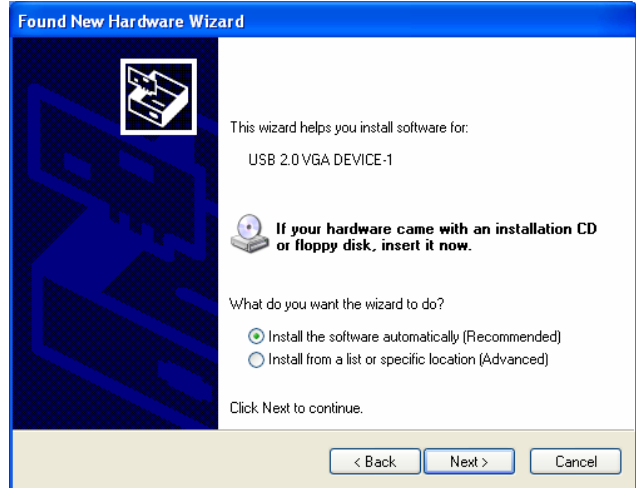 Found New Hardware Wizard
This wizard helps you install software for:
USB 2.0 VGA DEVICE-1
If your hardware came with an installation CD
or floppy disk, insert it now.
What do you want the wizard to do?
Install the software automatically (Recommended)
Install from a list or specific location (Advanced)
Click Next to continue.
< Back Next > Cancel